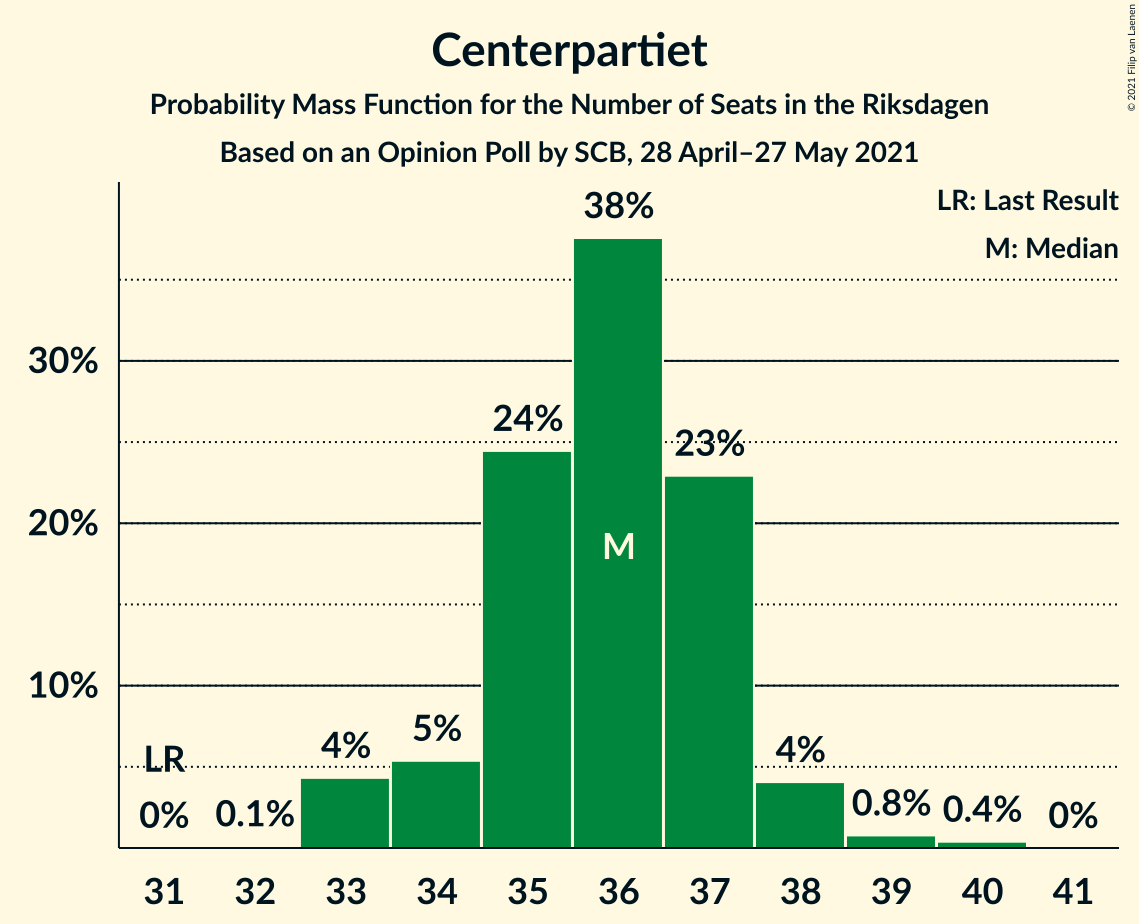 Centerpartiet
Probability Mass Function for the Number of Seats in the Riksdagen
Based on an Opinion Poll by SCB, 28 April–27 May 2021
© 2021 Filip van Laenen
LR: Last Result
M: Median
38%
30%
24%
23%
20%
M
10%
LR
0%
0.1%
4%
5%
4%
0.8%
0.4%
0%
31 32 33 34 35 36 37 38 39 40 41